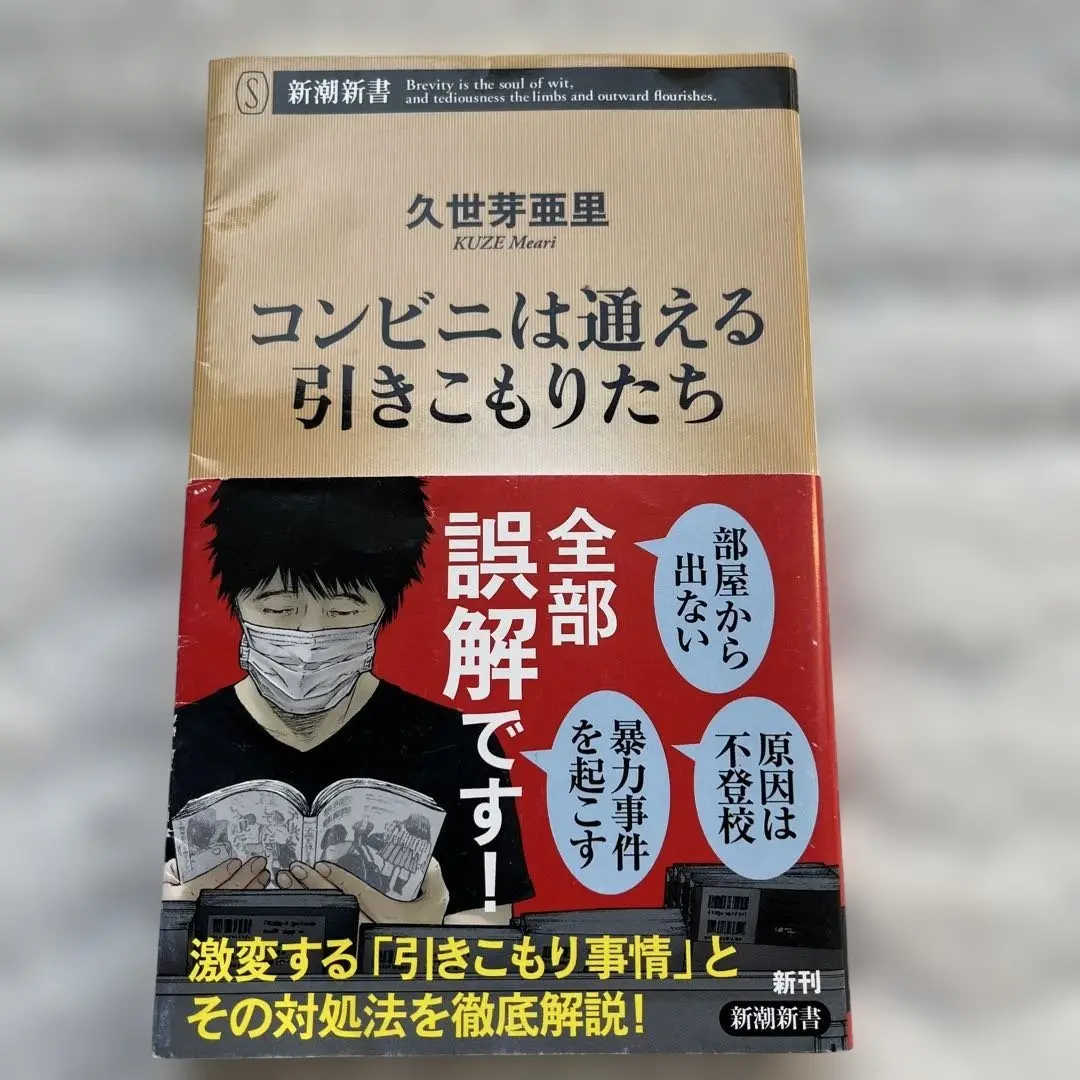 S
新潮新書
Brevity is the soul of wit,
and tediousness the limbs and outward flourishes.
久世芽亜里
KUZE Meari
コンビニは通える
引きこもりたち
部屋から
出ない
全部
誤解です!
原因は
不登校
暴力事件
を起こす
激変する「引きこもり事情」と
その対処法を徹底解説!
新刊
新潮新書